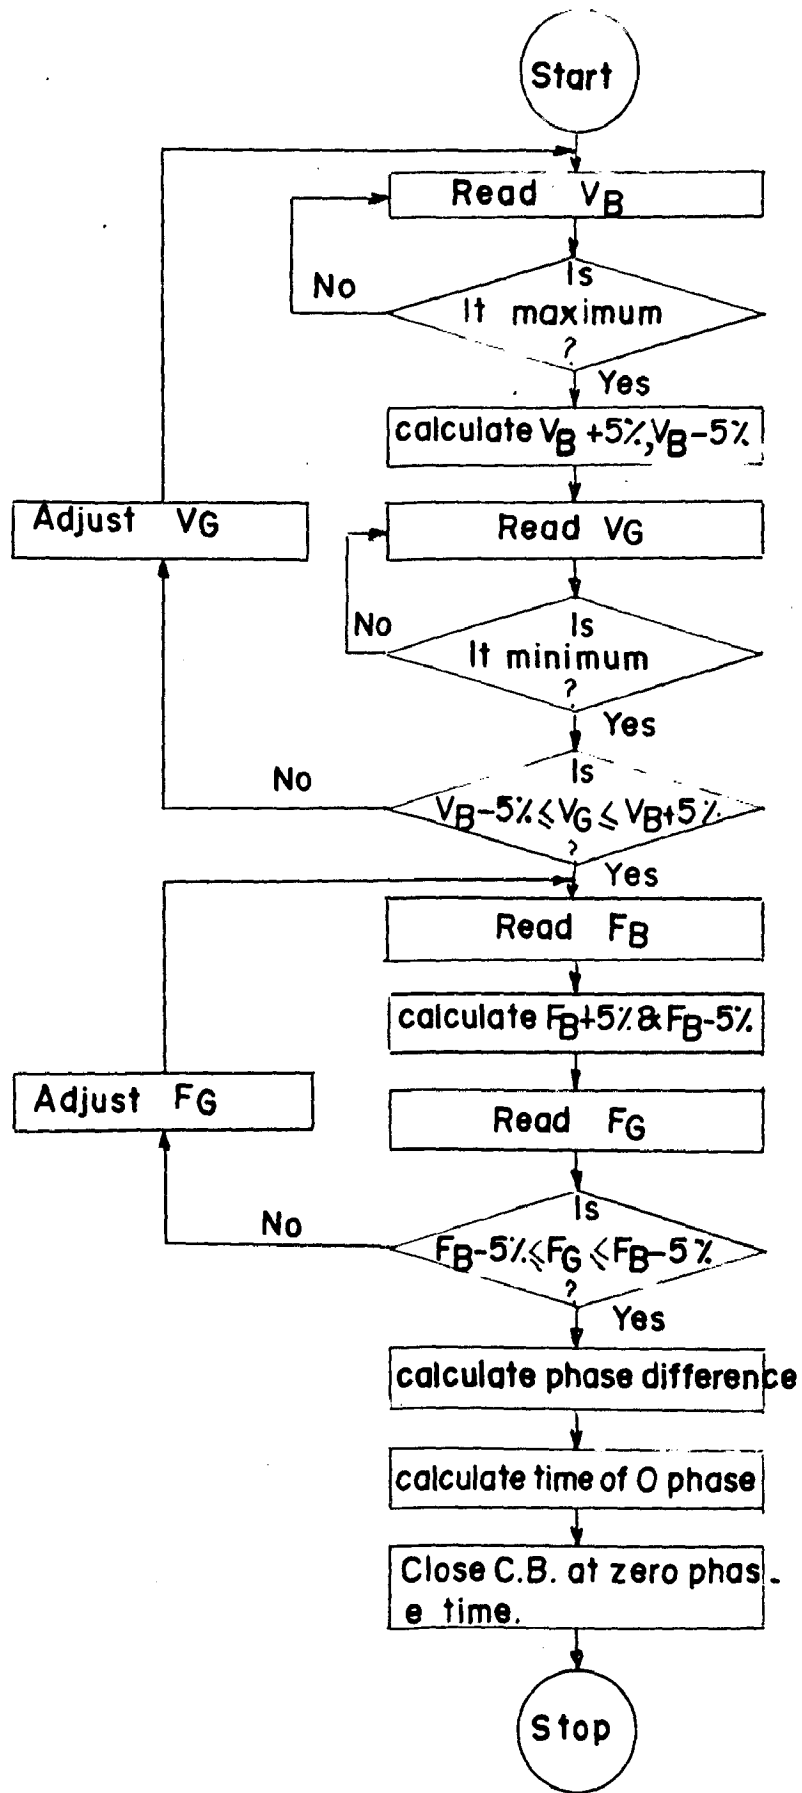 Start
Read VB
Is
It maximum
?
No
Yes
calculate VB +5%, VB-5%
Adjust VG
Read VG
Is
It minimum
?
No
Yes
Is
VB-5% ≤ VG ≤ VB+5%
?
No
Yes
Read FB
calculate FB+5% & FB-5%
Adjust FG
Read FG
Is
FB-5% ≤ FG ≤ FB-5%
?
No
Yes
calculate phase difference
calculate time of 0 phase
Close C.B. at zero phas-
e time.
Stop